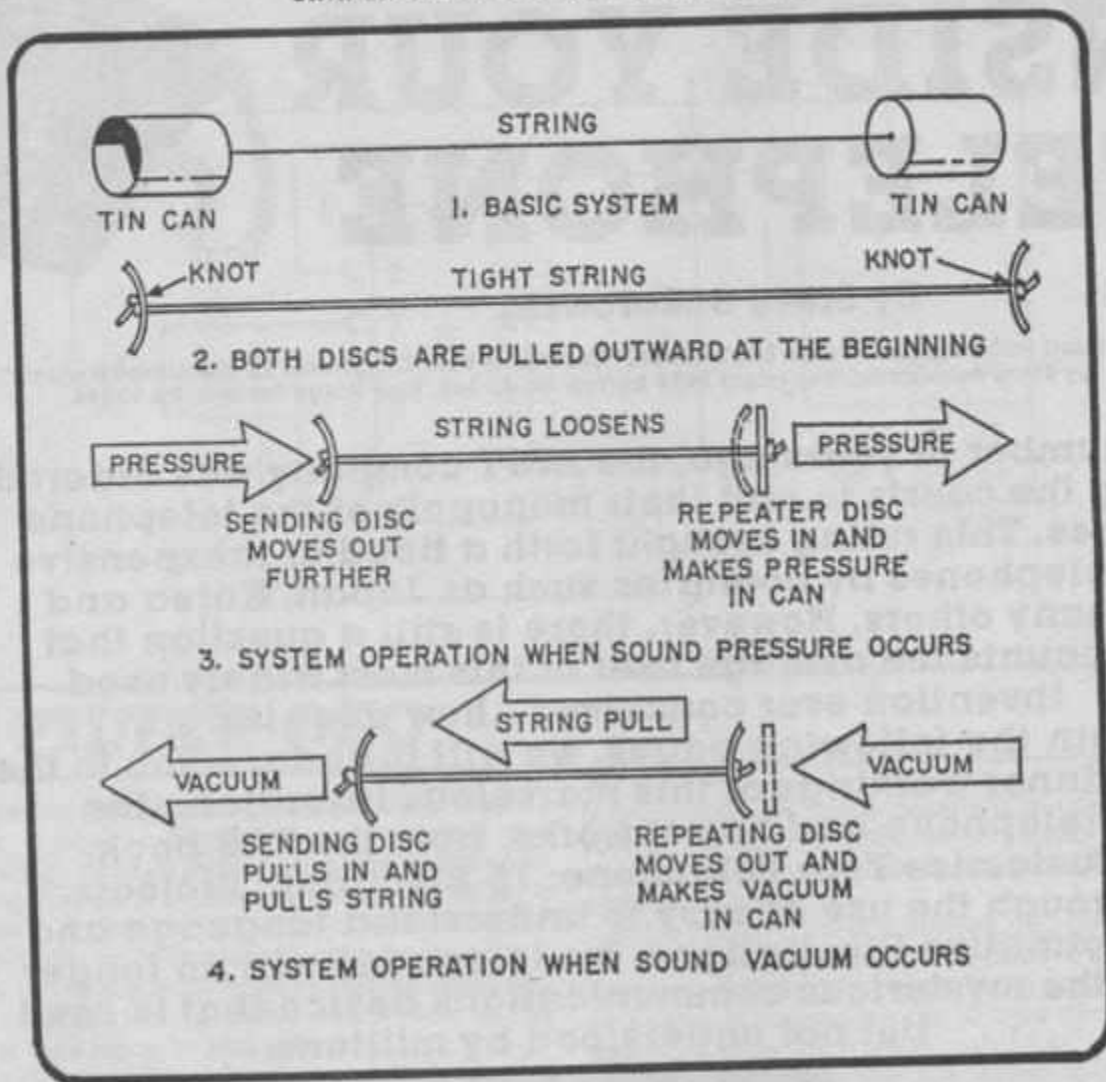 STRING
TIN CAN
1. BASIC SYSTEM
TIN CAN
KNOT
TIGHT STRING
KNOT
2. BOTH DISCS ARE PULLED OUTWARD AT THE BEGINNING
PRESSURE
STRING LOOSENS
PRESSURE
SENDING DISC
MOVES OUT
FURTHER
REPEATER DISC
MOVES IN AND
MAKES PRESSURE
IN CAN
3. SYSTEM OPERATION WHEN SOUND PRESSURE OCCURS
STRING PULL
VACUUM
VACUUM
SENDING DISC
PULLS IN AND
PULLS STRING
REPEATING DISC
MOVES OUT AND
MAKES VACUUM
IN CAN
4. SYSTEM OPERATION WHEN SOUND VACUUM OCCURS